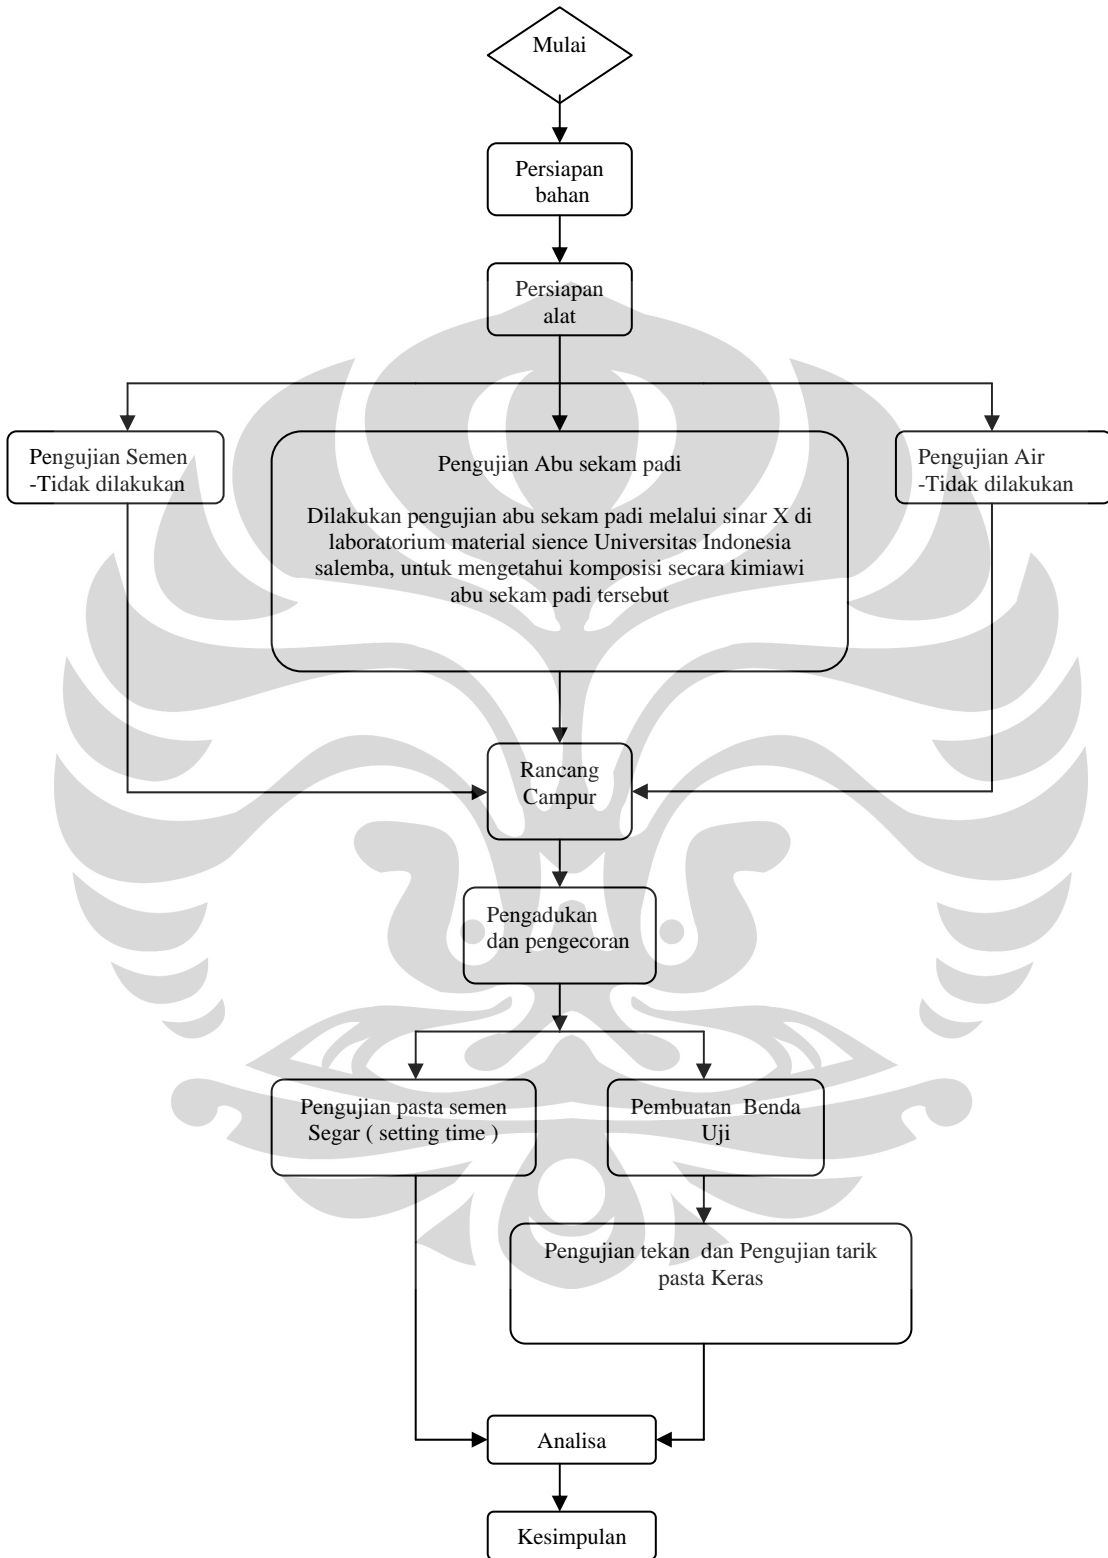 Mulai
Persiapan
bahan
Persiapan
alat
Pengujian Semen
-Tidak dilakukan
Pengujian Abu sekam padi
Dilakukan pengujian abu sekam padi melalui sinar X di
laboratorium material sience Universitas Indonesia
salemba, untuk mengetahui komposisi secara kimiawi
abu sekam padi tersebut
Pengujian Air
-Tidak dilakukan
Rancang
Campur
Pengadukan
dan pengecoran
Pengujian pasta semen
Segar ( setting time )
Pembuatan  Benda
Uji
Pengujian tekan  dan Pengujian tarik
pasta Keras
Analisa
Kesimpulan